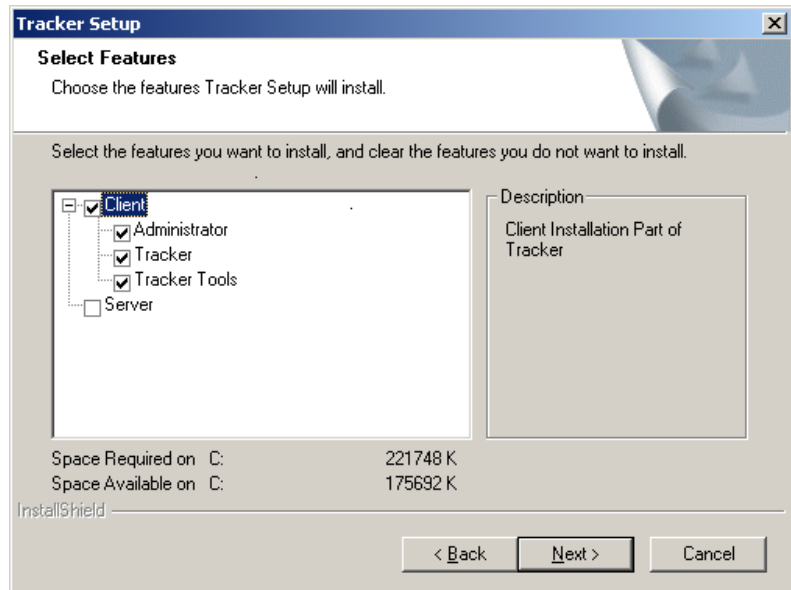 Tracker Setup
Select Features
Choose the features Tracker Setup will install.
Select the features you want to install, and clear the features you do not want to install.
Client
Administrator
Tracker
Tracker Tools
Server
Description
Client Installation Part of
Tracker
Space Required on C: 221748 K
Space Available on C: 175692 K
InstallShield
< Back Next > Cancel